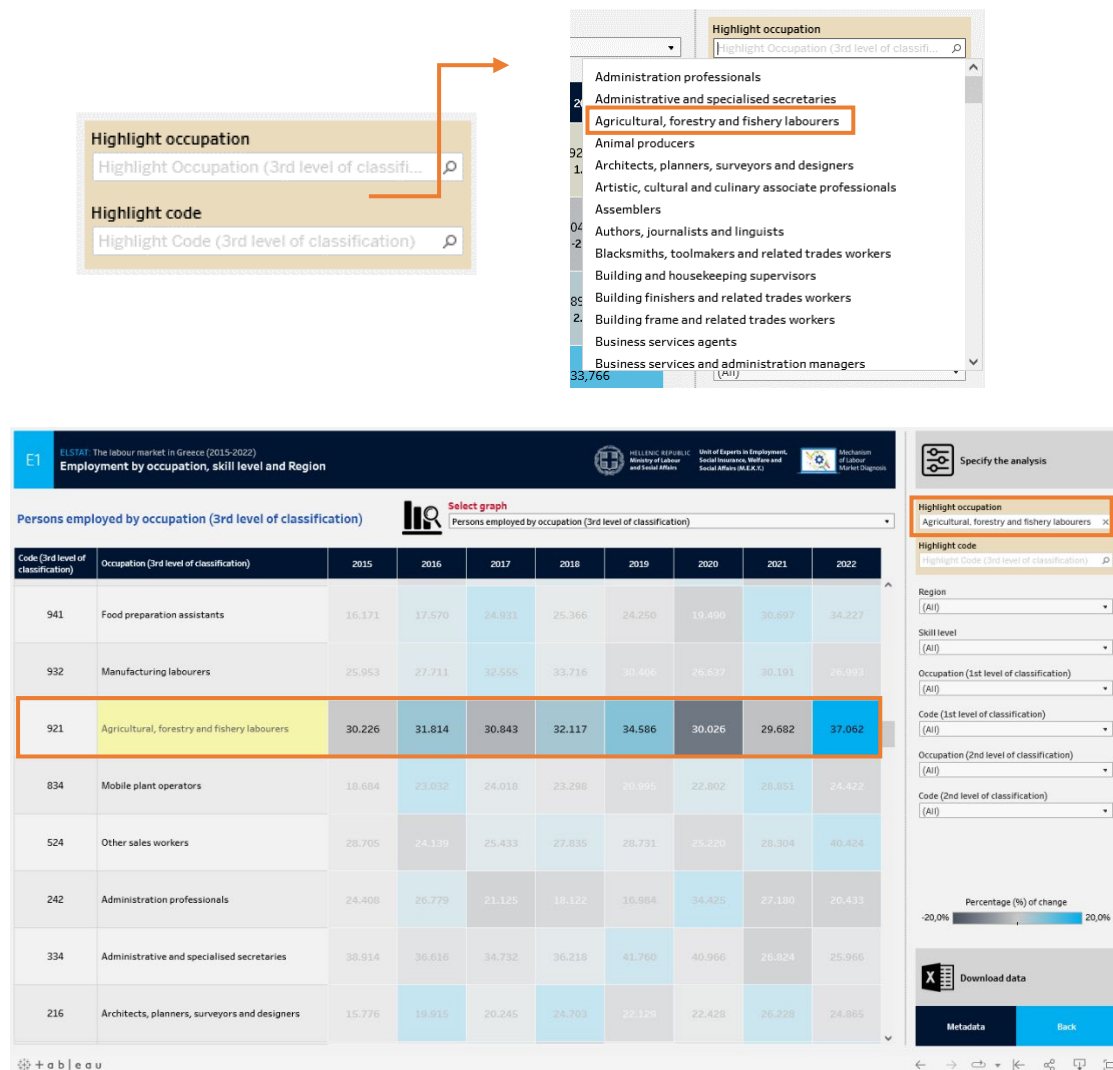 Highlight occupation
Highlight Occupation (3rd level of classifi...
Highlight code
Highlight Code (3rd level of classification)
Highlight occupation
Highlight Occupation (3rd level of classifi...
Administration professionals
Administrative and specialised secretaries
Agricultural, forestry and fishery labourers
Animal producers
Architects, planners, surveyors and designers
Artistic, cultural and culinary associate professionals
Assemblers
Authors, journalists and linguists
Blacksmiths, toolmakers and related trades workers
Building and housekeeping supervisors
Building finishers and related trades workers
Building frame and related trades workers
Business services agents
Business services and administration managers
33,766
(All)
E1
ELSTAT: The labour market in Greece (2015-2022)
Employment by occupation, skill level and Region
HELLENIC REPUBLIC
Ministry of Labour
and Social Affairs
Unit of Experts in Employment,
Social Insurance, Welfare and
Social Affairs (M.E.K.Y.)
Mechanism
of Labour
Market Diagnosis
Persons employed by occupation (3rd level of classification)
Select graph
Persons employed by occupation (3rd level of classification)
Code (3rd level of classification) Occupation (3rd level of classification) 2015 2016 2017 2018 2019 2020 2021 2022
941 Food preparation assistants 16.171 17.570 24.931 25.366 24.250 19.490 30.697 34.227
932 Manufacturing labourers 25.953 27.711 32.555 33.716 30.406 26.637 30.191 26.993
921 Agricultural, forestry and fishery labourers 30.226 31.814 30.843 32.117 34.586 30.026 29.682 37.062
834 Mobile plant operators 18.684 23.032 24.018 23.298 20.995 22.802 28.851 24.422
524 Other sales workers 28.705 24.139 25.433 27.835 28.731 25.220 28.304 40.424
242 Administration professionals 24.408 26.779 21.125 18.122 16.984 34.425 27.180 20.433
334 Administrative and specialised secretaries 38.914 36.616 34.732 36.218 41.760 40.966 26.824 25.966
216 Architects, planners, surveyors and designers 15.776 19.915 20.245 24.703 22.129 22.428 26.228 24.865
Specify the analysis
Highlight occupation
Agricultural, forestry and fishery labourers
Highlight code
Highlight Code (3rd level of classification)
Region
(All)
Skill level
(All)
Occupation (1st level of classification)
(All)
Code (1st level of classification)
(All)
Occupation (2nd level of classification)
(All)
Code (2nd level of classification)
(All)
Percentage (%) of change
-20,0% 20,0%
Download data
Metadata
Back
+ableau